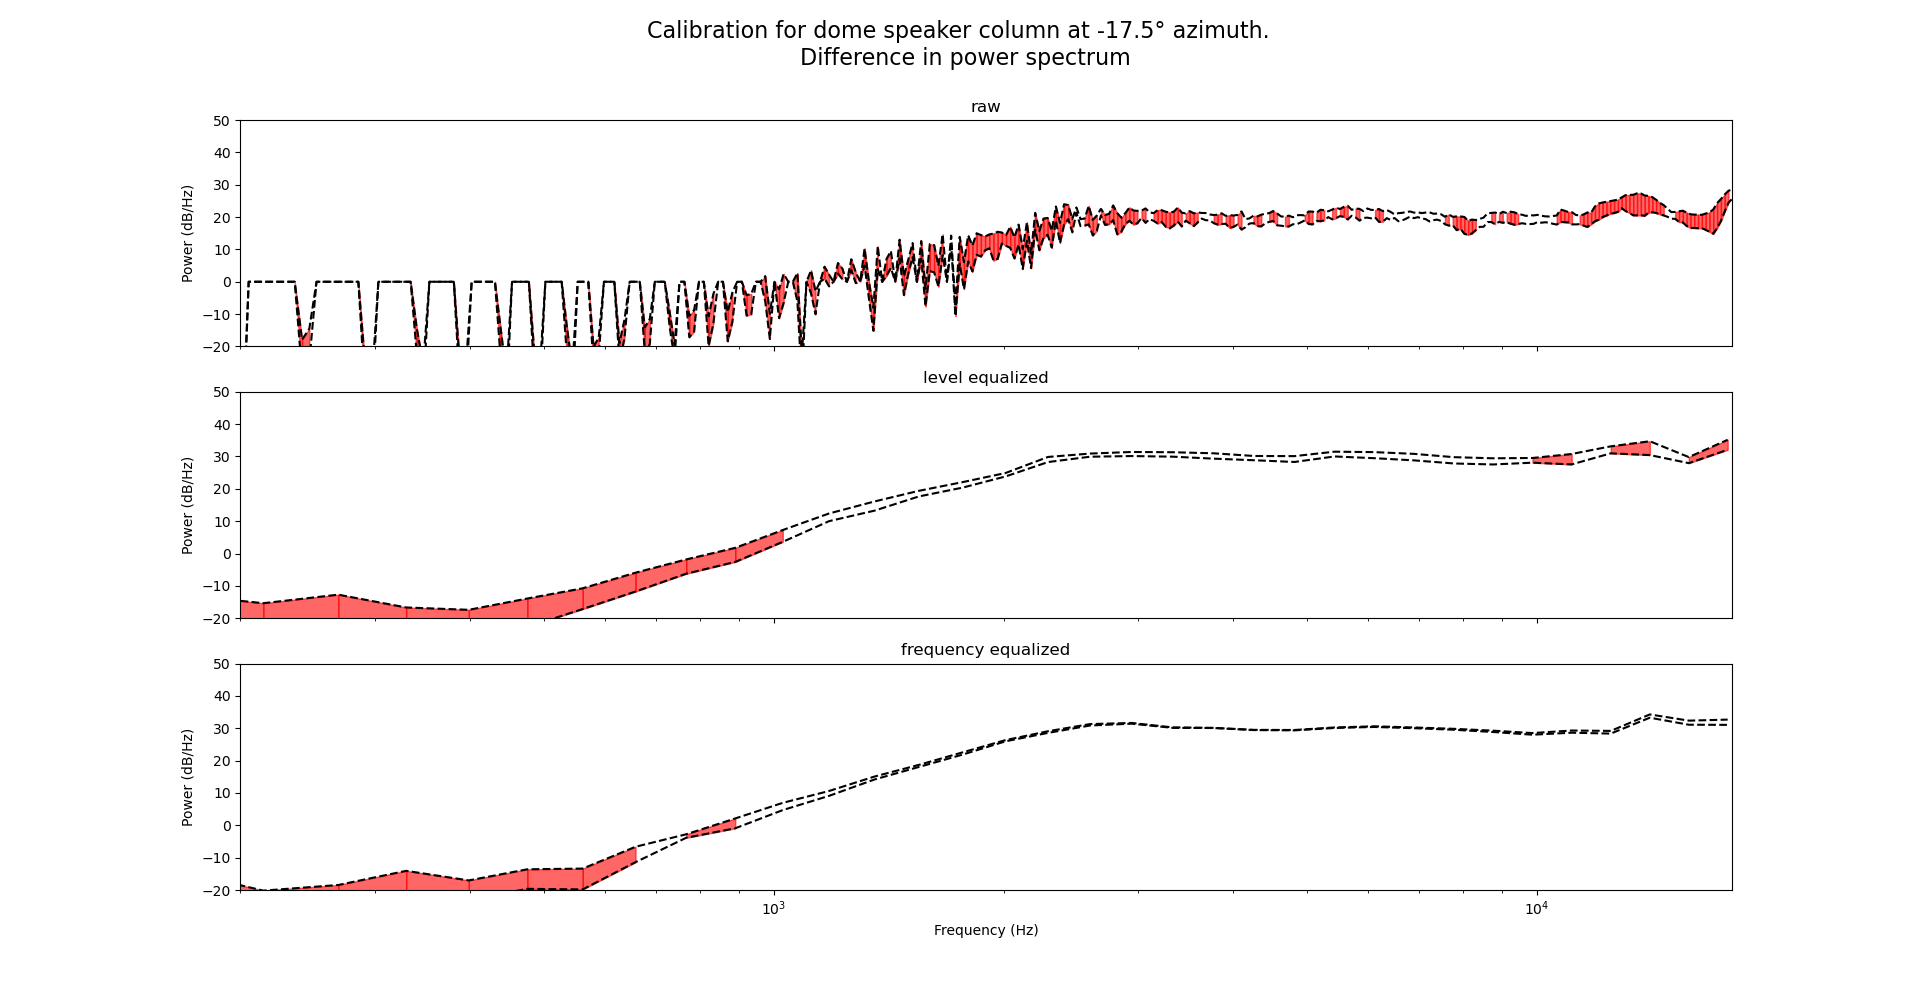 Calibration for dome speaker column at -17.5° azimuth.
Difference in power spectrum
raw
50
40
30
20
10
0
−10
−20
Power (dB/Hz)
level equalized
50
40
30
20
10
0
−10
−20
Power (dB/Hz)
frequency equalized
50
40
30
20
10
0
−10
−20
Power (dB/Hz)
10³
10⁴
Frequency (Hz)